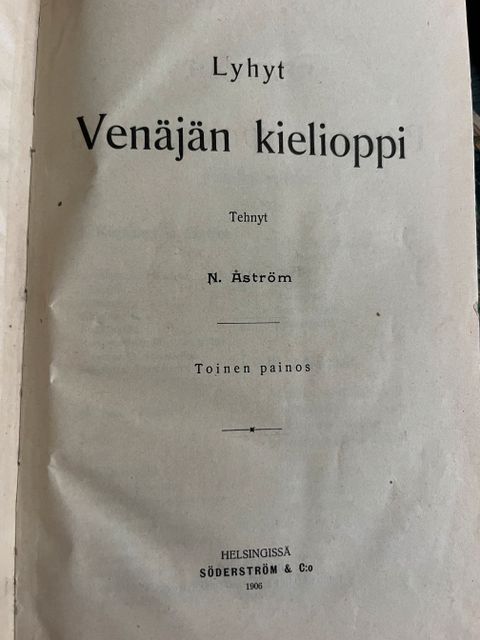 Lyhyt
Venäjän kielioppi
Tehnyt
N. Åström
Toinen painos
HELSINGISSÄ
SÖDERSTRÖM & C:o
1906